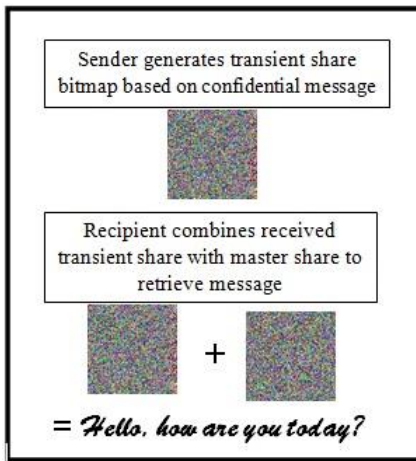 Sender generates transient share
bitmap based on confidential message
Recipient combines received
transient share with master share to
retrieve message
+
= Hello, how are you today?